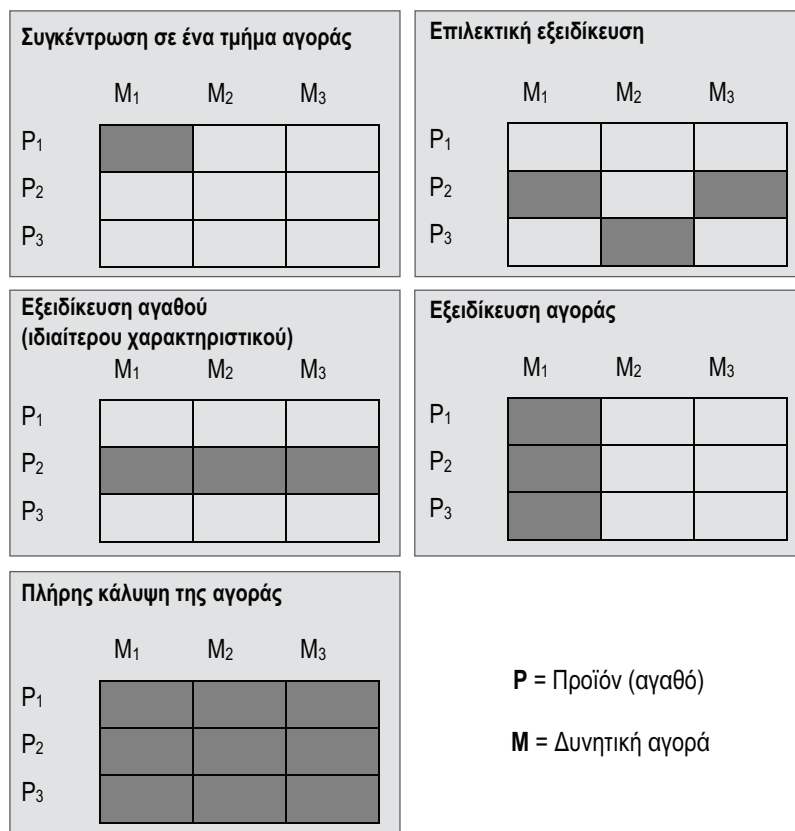 Συγκέντρωση σε ένα τμήμα αγοράς
M₁ M₂ M₃
P₁
P₂
P₃
Επιλεκτική εξειδίκευση
M₁ M₂ M₃
P₁
P₂
P₃
Εξειδίκευση αγαθού
(ιδιαίτερου χαρακτηριστικού)
M₁ M₂ M₃
P₁
P₂
P₃
Εξειδίκευση αγοράς
M₁ M₂ M₃
P₁
P₂
P₃
Πλήρης κάλυψη της αγοράς
M₁ M₂ M₃
P₁
P₂
P₃
P = Προϊόν (αγαθό)
M = Δυνητική αγορά